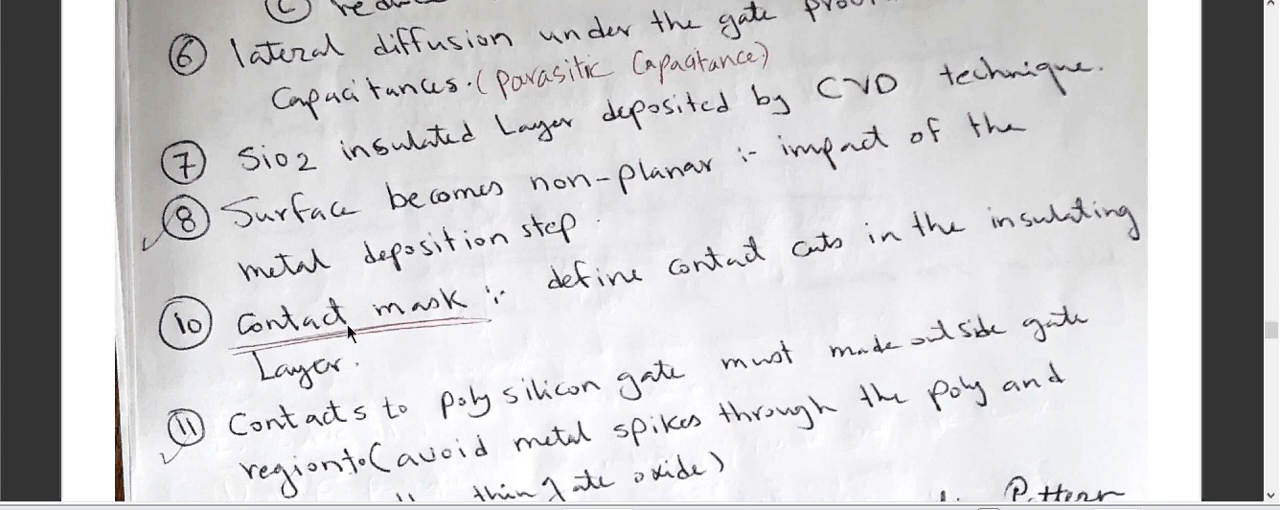 (c)
⑥ lateral diffusion under the gate
Capacitances. (parasitic Capacitance)
⑦ SiO2 insulated Layer deposited by CVD technique.
⑧ Surface becomes non-planar :- impact of the
metal deposition step.
⑩ Contact mask :- define contact cuts in the insulating
Layer.
⑪ Contacts to poly silicon gate must made outside gate
region. (avoid metal spikes through the poly and
thin gate oxide)